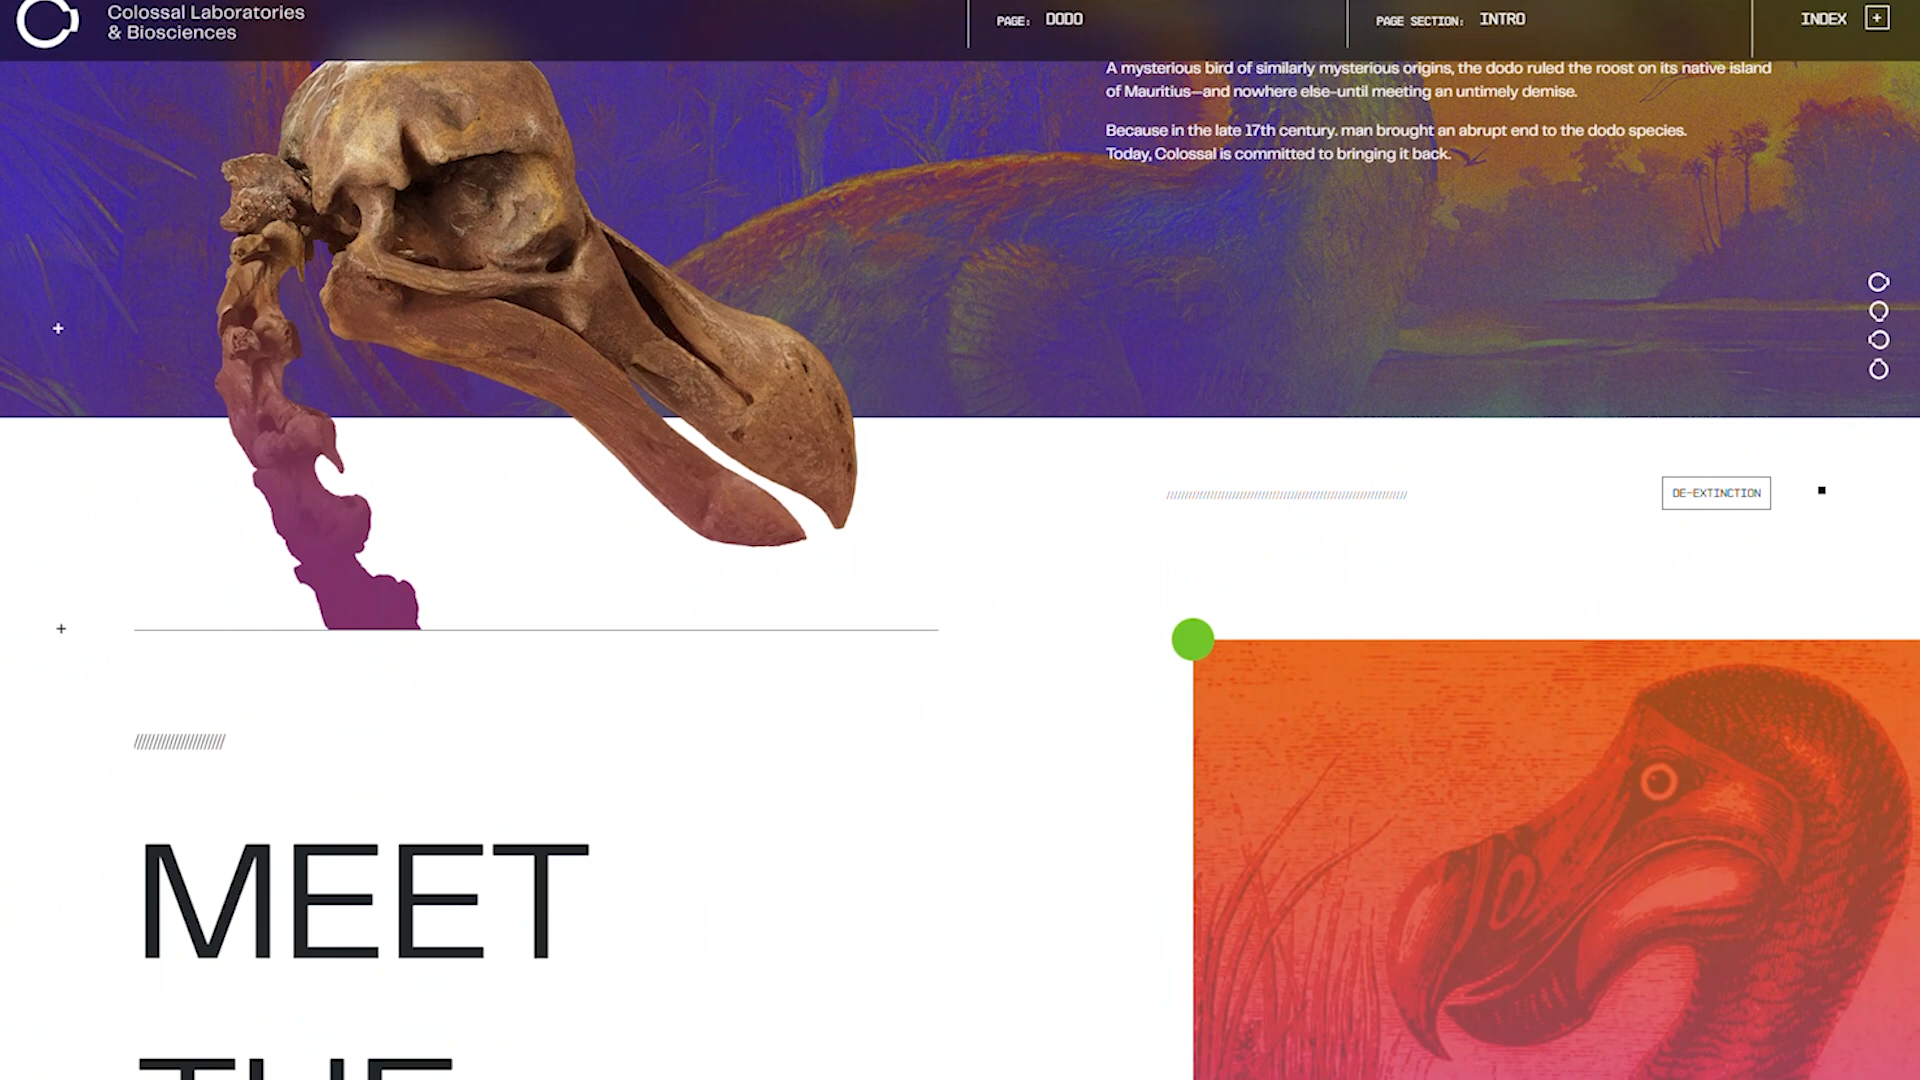 Colossal Laboratories
& Biosciences
PAGE: DODO
PAGE SECTION: INTRO
INDEX +
A mysterious bird of similarly mysterious origins, the dodo ruled the roost on its native island
of Mauritius—and nowhere else–until meeting an untimely demise.
Because in the late 17th century. man brought an abrupt end to the dodo species.
Today, Colossal is committed to bringing it back.
DE-EXTINCTION
MEET
THE